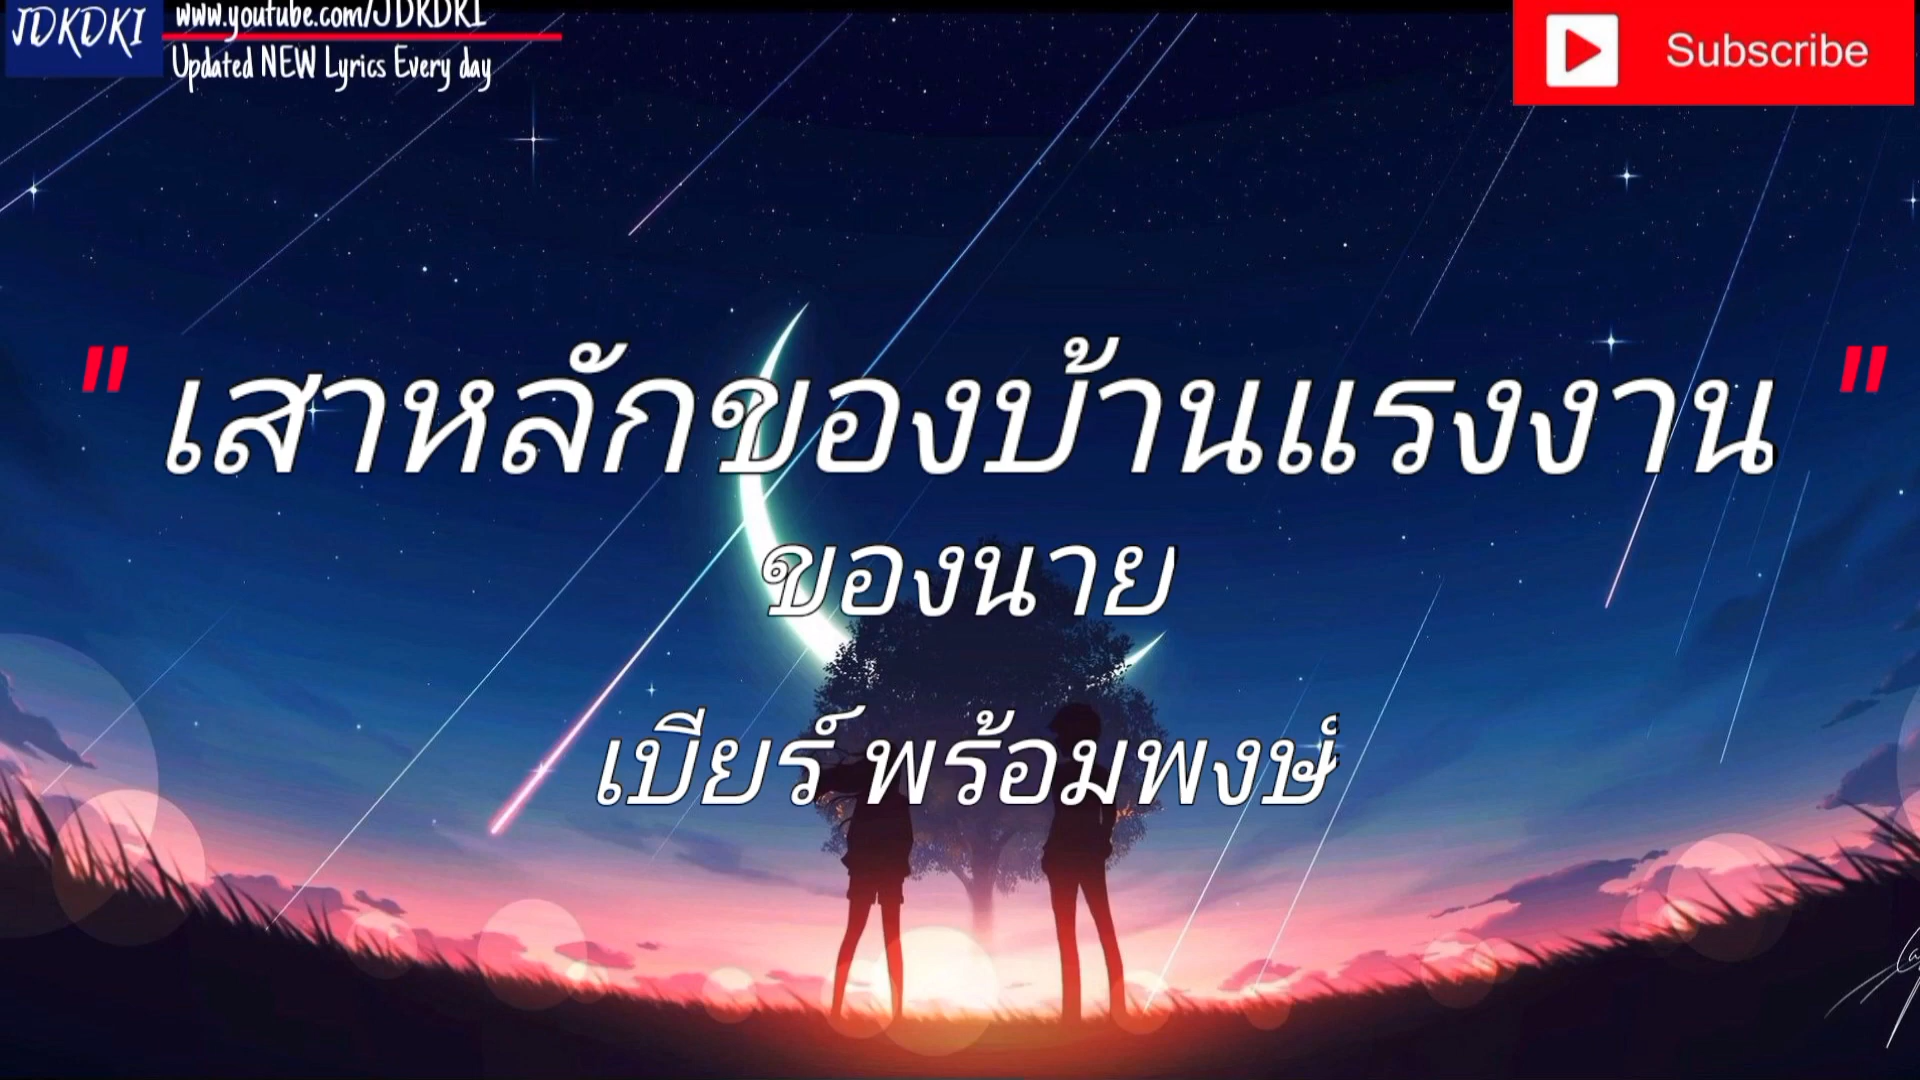 JDKDKI
www.youtube.com/JDKDKI
Updated NEW Lyrics Every day
Subscribe
" เสาหลักของบ้านแรงงาน "
ของนาย
เบียร์ พร้อมพงษ์